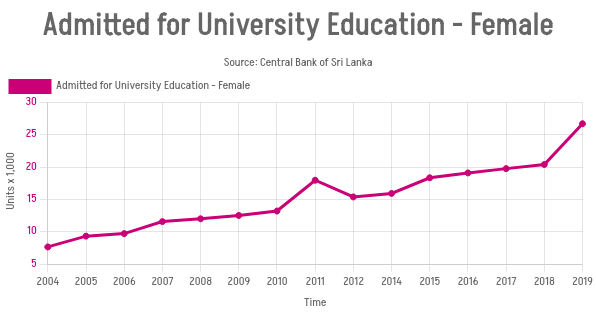 Admitted for University Education - Female
Source: Central Bank of Sri Lanka
Admitted for University Education - Female
30
25
20
15
10
5
Units x 1,000
2004 2005 2006 2007 2008 2009 2010 2011 2012 2013 2014 2015 2016 2017 2018 2019
Time